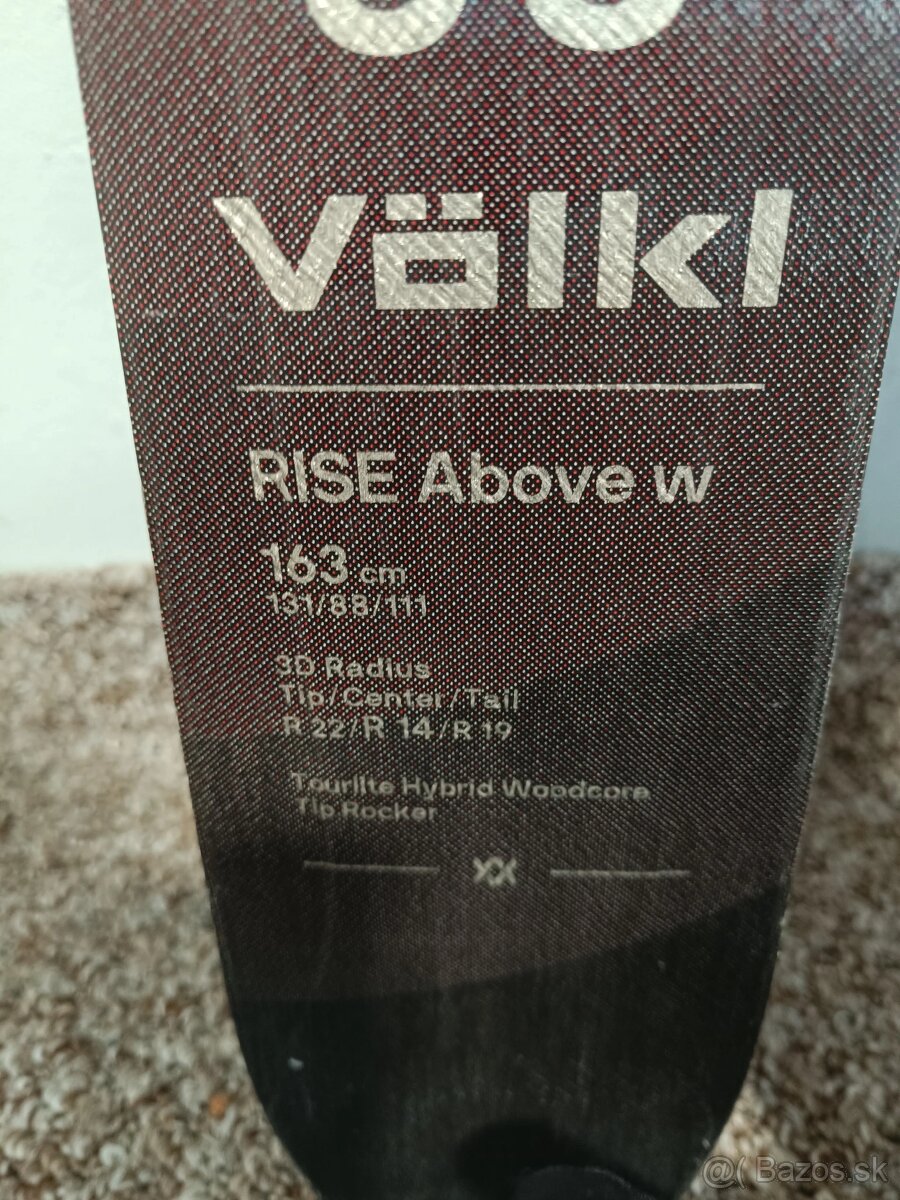 88
Völkl
RISE Above w
163 cm
131/88/111
3D Radius
Tip/Center/Tail
R 22/R 14/R 19
Tourlite Hybrid Woodcore
Tip Rocker
@( Bazos.sk